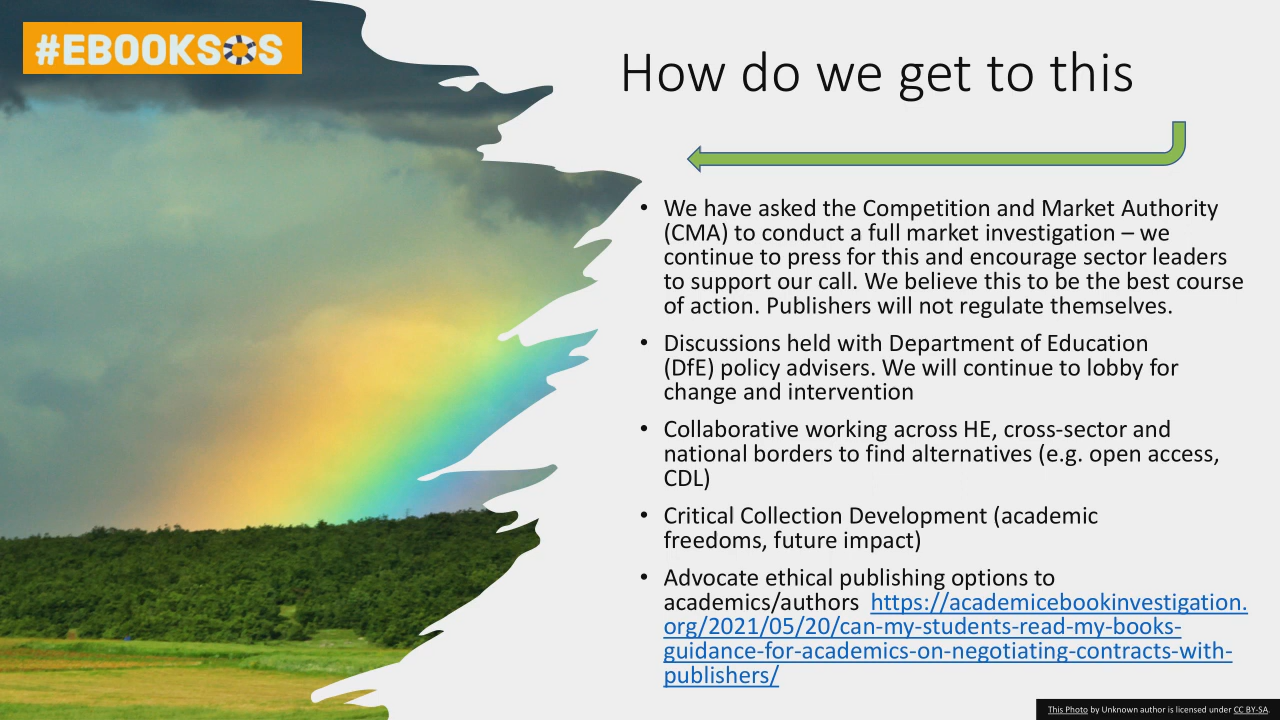 #EBOOKSOS
How do we get to this
• We have asked the Competition and Market Authority
(CMA) to conduct a full market investigation – we
continue to press for this and encourage sector leaders
to support our call. We believe this to be the best course
of action. Publishers will not regulate themselves.
• Discussions held with Department of Education
(DfE) policy advisers. We will continue to lobby for
change and intervention
• Collaborative working across HE, cross-sector and
national borders to find alternatives (e.g. open access,
CDL)
• Critical Collection Development (academic
freedoms, future impact)
• Advocate ethical publishing options to
academics/authors https://academicebookinvestigation.
org/2021/05/20/can-my-students-read-my-books-
guidance-for-academics-on-negotiating-contracts-with-
publishers/
This Photo by Unknown author is licensed under CC BY-SA.